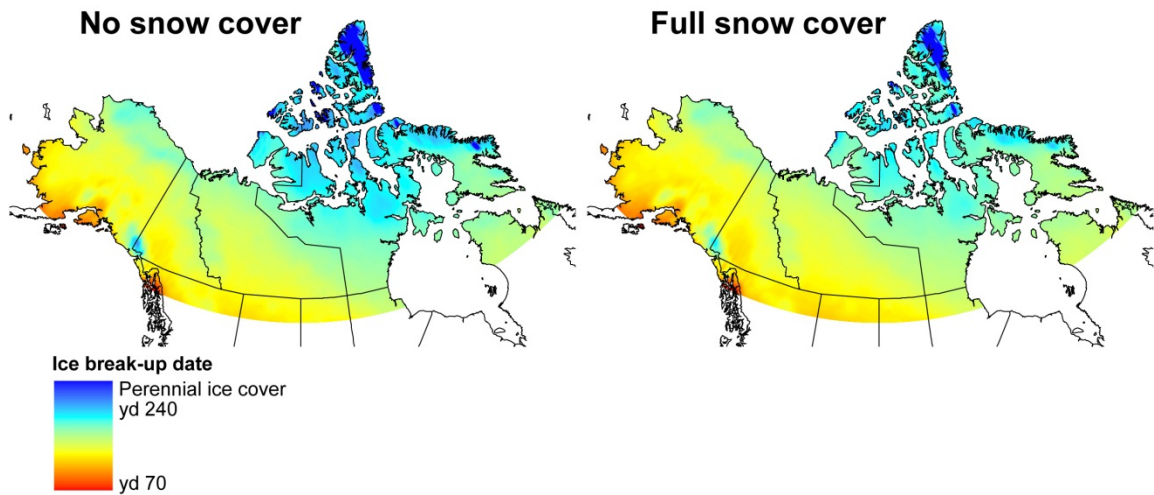 No snow cover
Full snow cover
Ice break-up date
Perennial ice cover
yd 240
yd 70